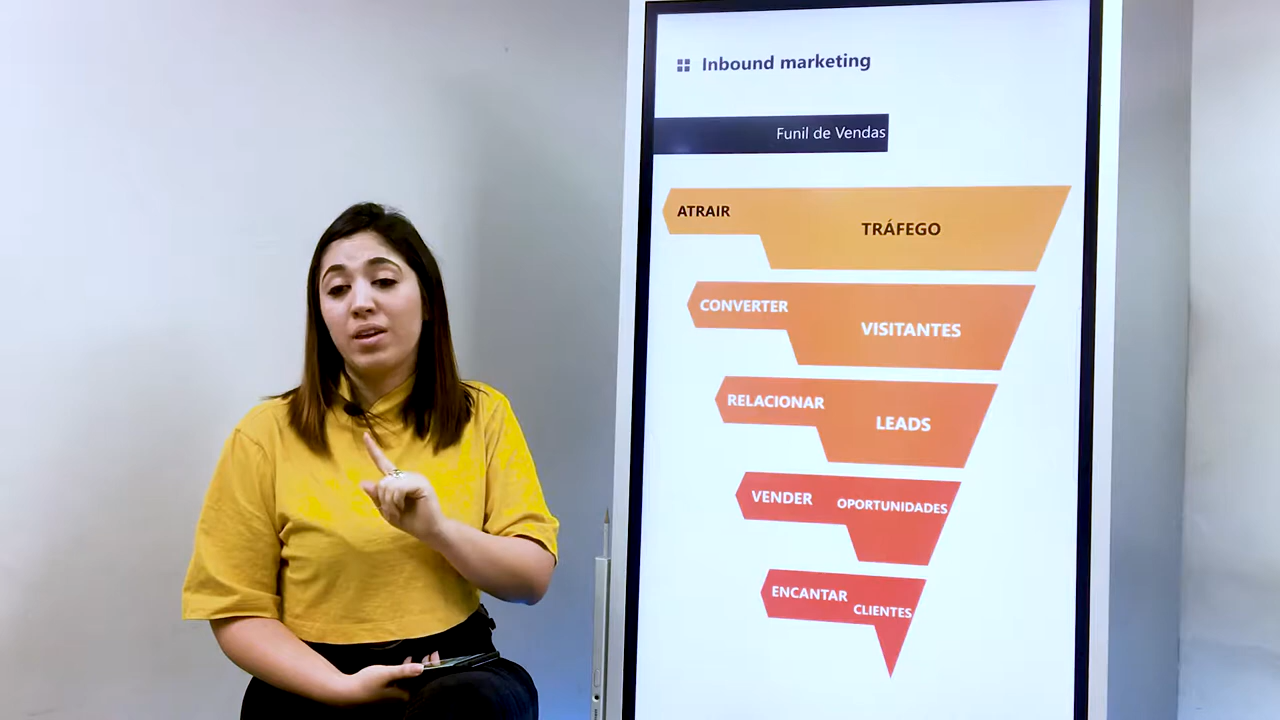 Inbound marketing
Funil de Vendas
ATRAIR
TRÁFEGO
CONVERTER
VISITANTES
RELACIONAR
LEADS
VENDER
OPORTUNIDADES
ENCANTAR
CLIENTES